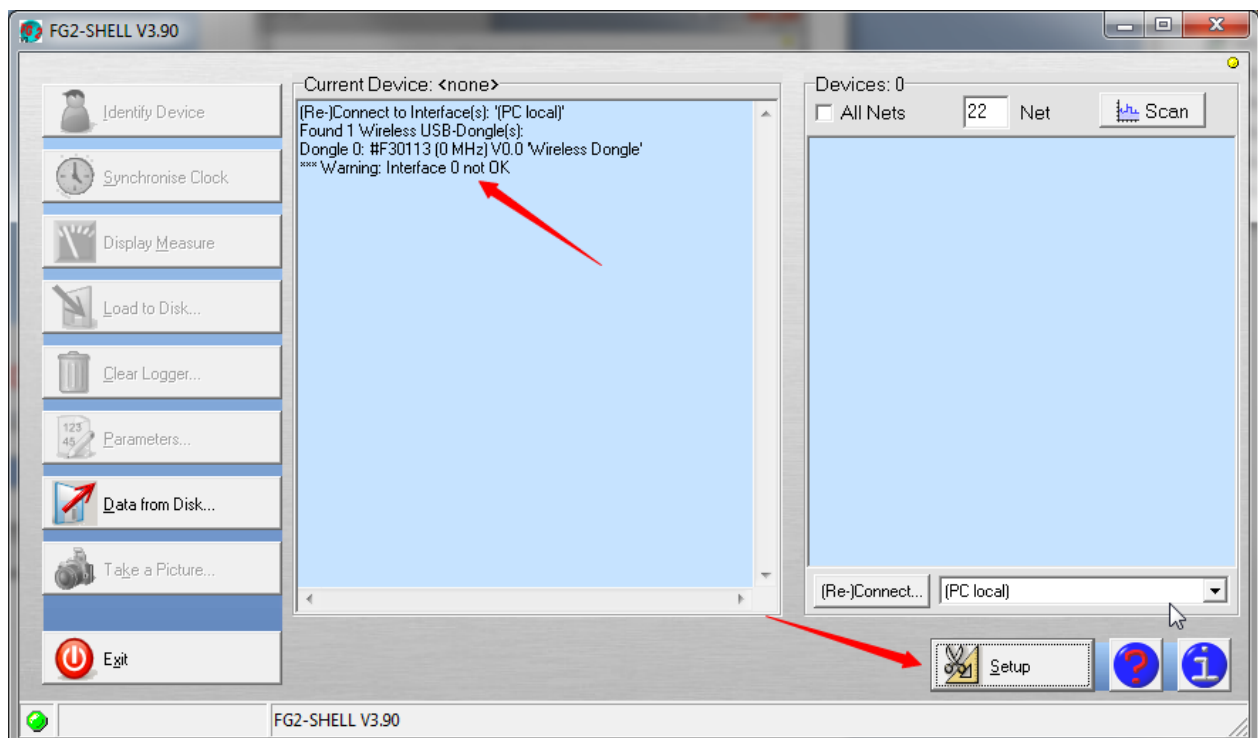 FG2-SHELL V3.90
Identify Device
Synchronise Clock
Display Measure
Load to Disk...
Clear Logger...
123
45
Parameters...
Data from Disk...
Take a Picture...
Exit
Current Device: <none>
(Re-)Connect to Interface(s): '(PC local)'
Found 1 Wireless USB-Dongle(s):
Dongle 0: #F30113 (0 MHz) V0.0 'Wireless Dongle'
*** Warning: Interface 0 not OK
Devices: 0
All Nets
22
Net
Scan
(Re-)Connect...
(PC local)
Setup
FG2-SHELL V3.90